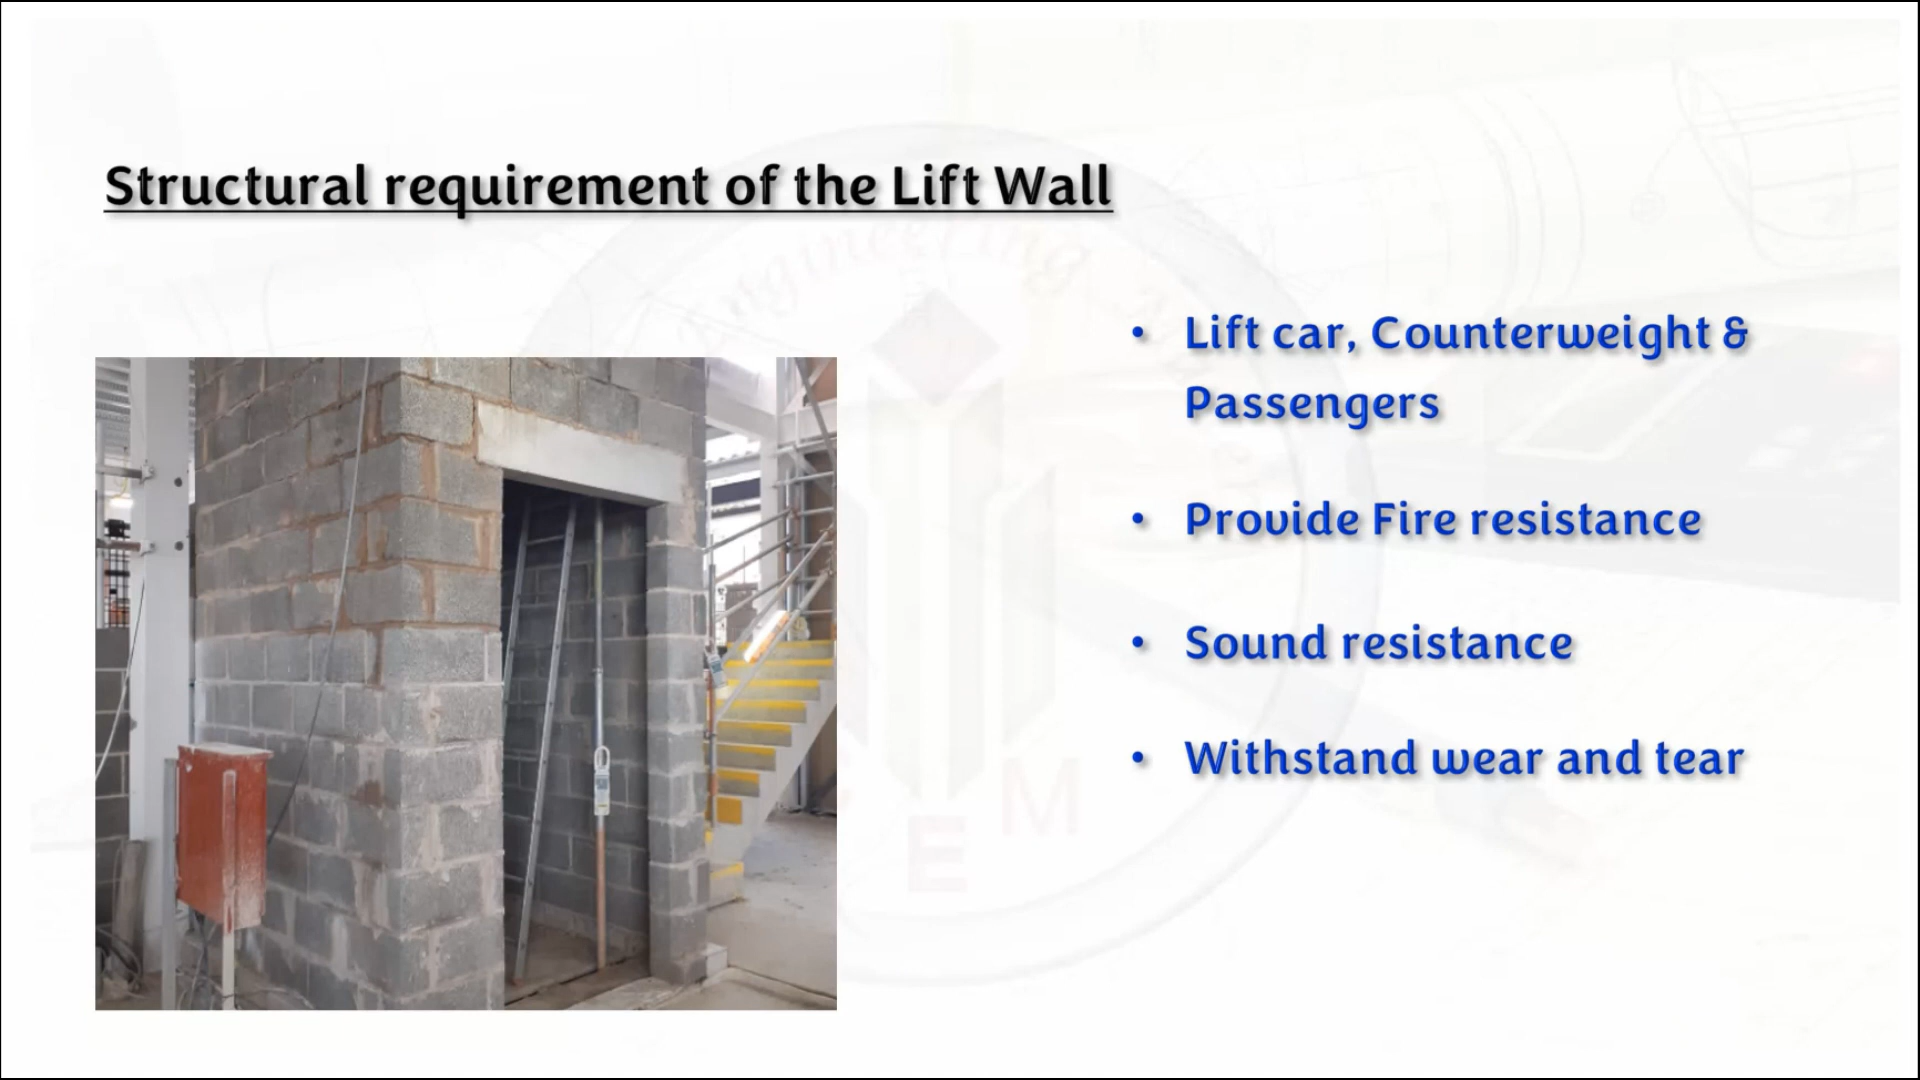 Structural requirement of the Lift Wall
• Lift car, Counterweight &
Passengers
• Provide Fire resistance
• Sound resistance
• Withstand wear and tear
Engineering
E
M